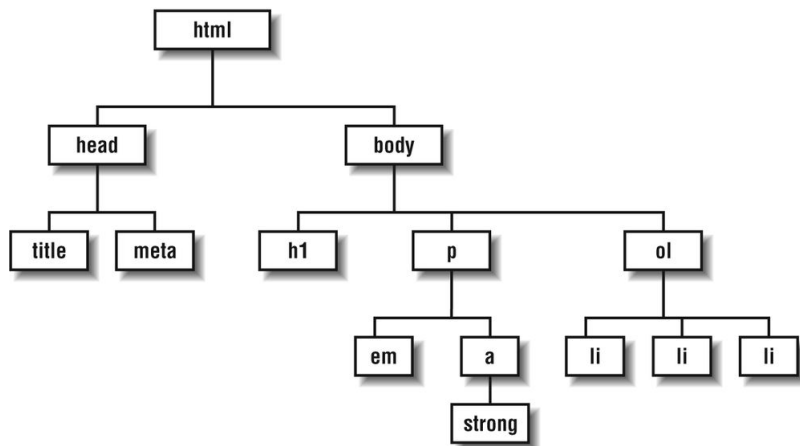 html
head body
title meta h1 p ol
em a li li li
strong